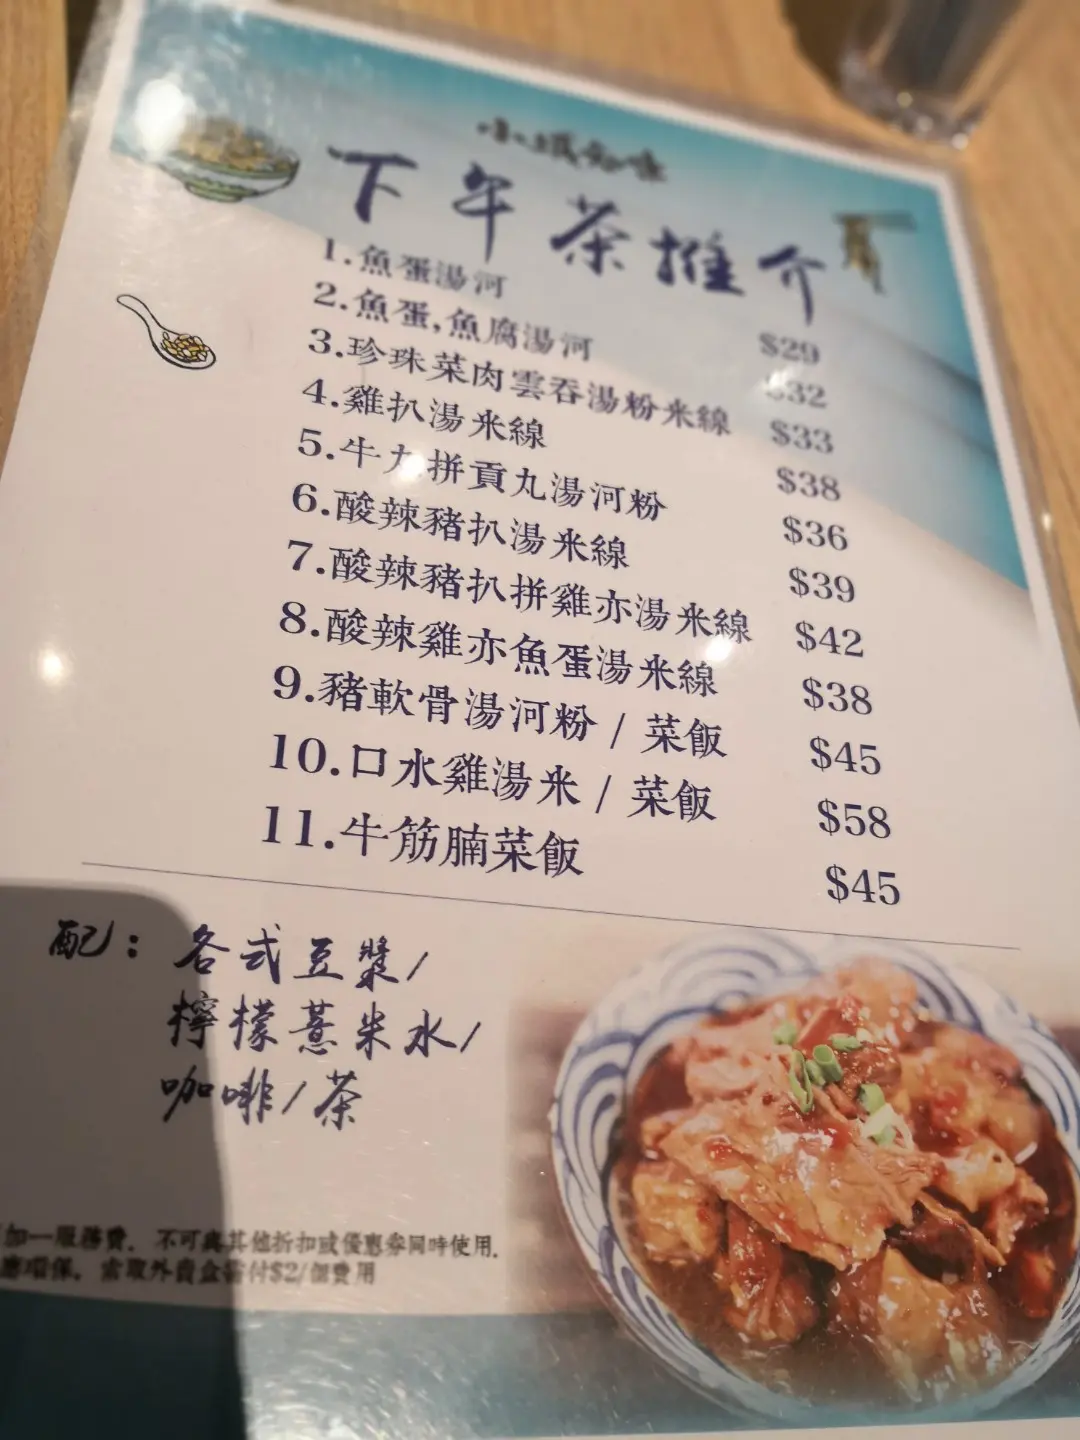 下午茶推介
1.魚蛋湯河 $29
2.魚蛋,魚腐湯河 $32
3.珍珠菜肉雲吞湯粉米線 $33
4.雞扒湯米線 $38
5.牛丸拼貢丸湯河粉 $36
6.酸辣豬扒湯米線 $39
7.酸辣豬扒拼雞亦湯米線 $42
8.酸辣雞亦魚蛋湯米線 $38
9.豬軟骨湯河粉 / 菜飯 $45
10.口水雞湯米 / 菜飯 $58
11.牛筋腩菜飯 $45
配：各式豆漿/
檸檬薏米水/
咖啡/茶
加一服務費．不可與其他折扣或優惠券同時使用．
環保．需取外賣盒需付$2/個費用